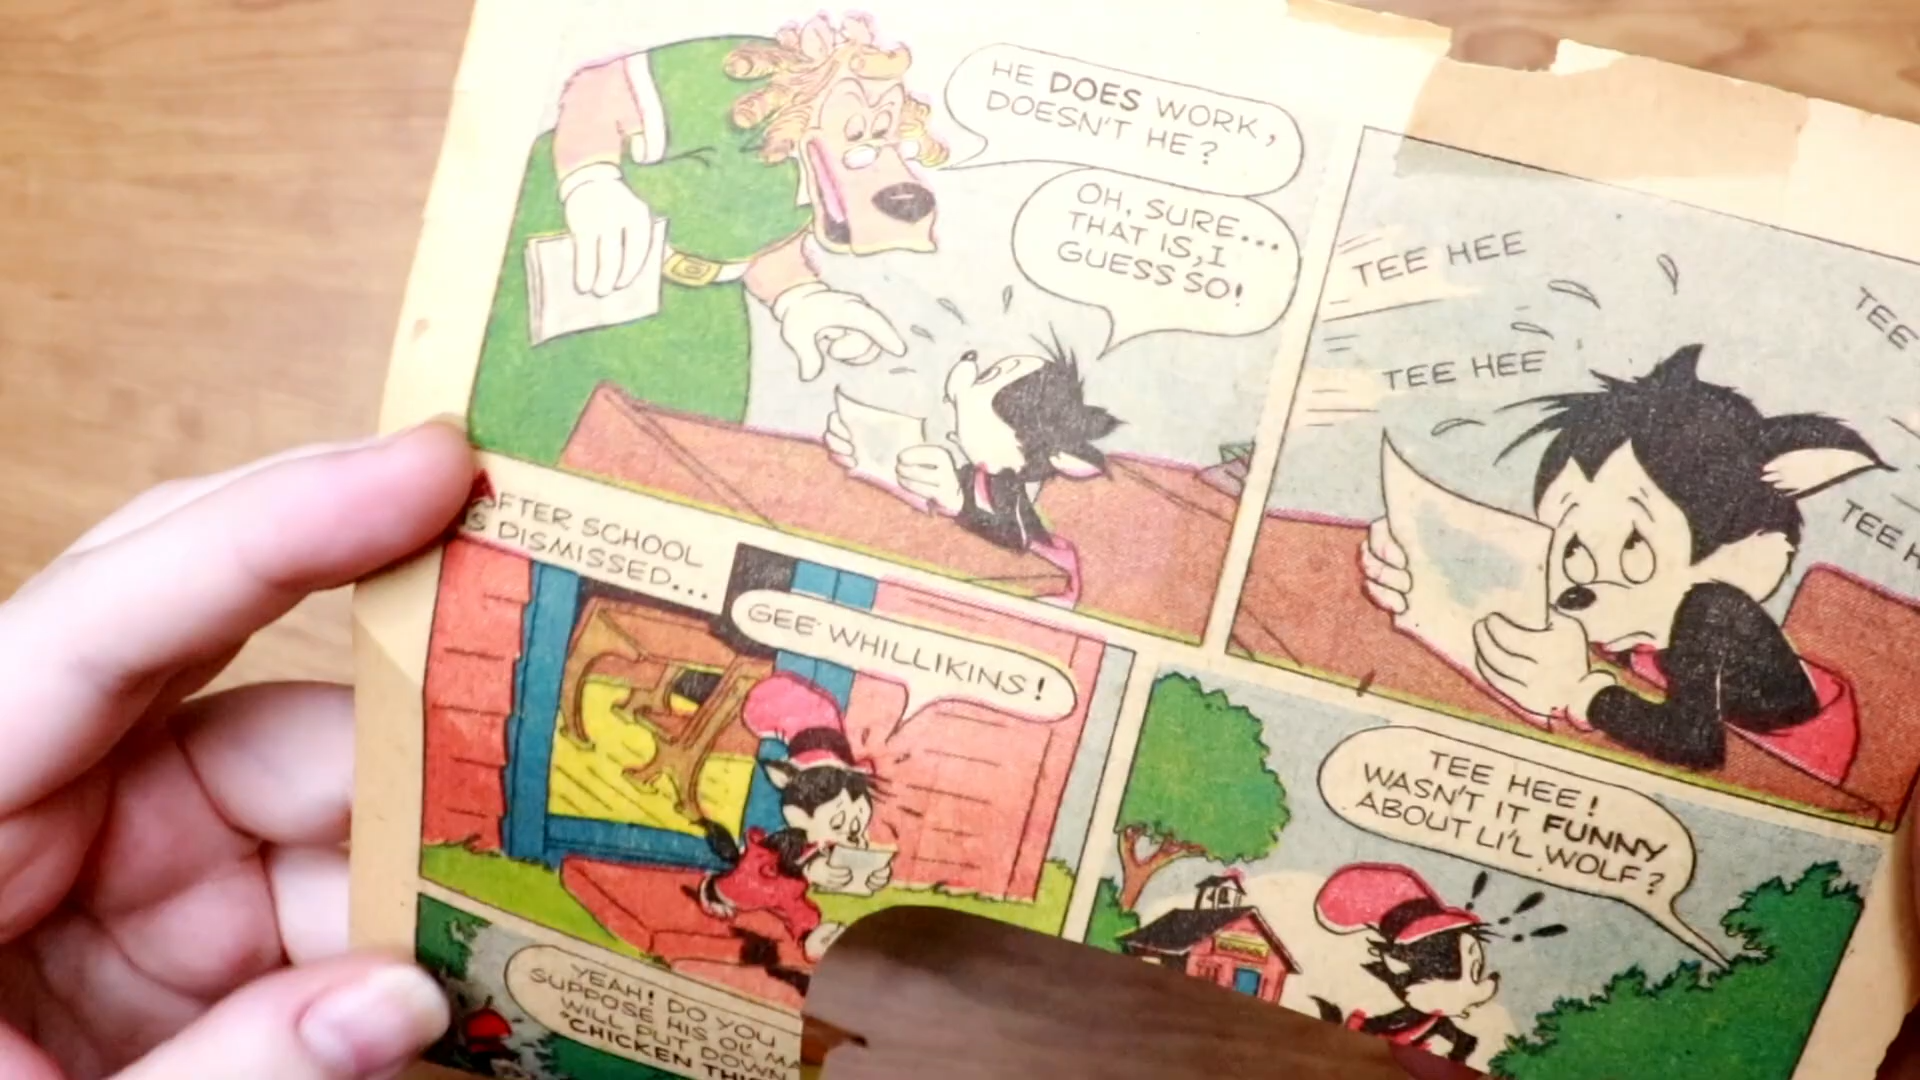 HE DOES WORK,
DOESN'T HE?
OH, SURE...
THAT IS, I
GUESS SO!
TEE HEE
TEE HEE
TEE
TEE
AFTER SCHOOL
IS DISMISSED...
GEE WHILLIKINS!
TEE HEE!
WASN'T IT FUNNY
ABOUT LI'L WOLF?
YEAH! DO YOU
SUPPOSE HIS OL'
WILL PUT DOWN
"CHICKEN